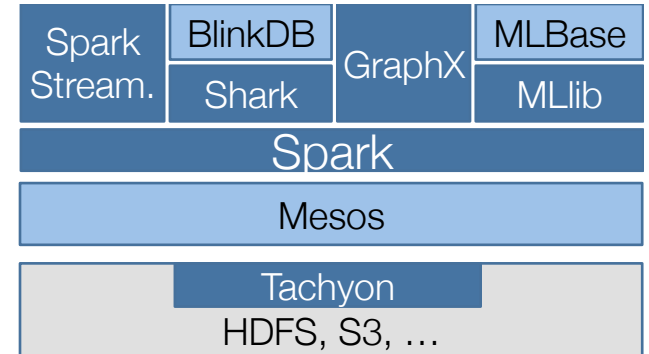 Spark
Stream.
BlinkDB
Shark
GraphX
MLBase
MLlib
Spark
Mesos
Tachyon
HDFS, S3, …